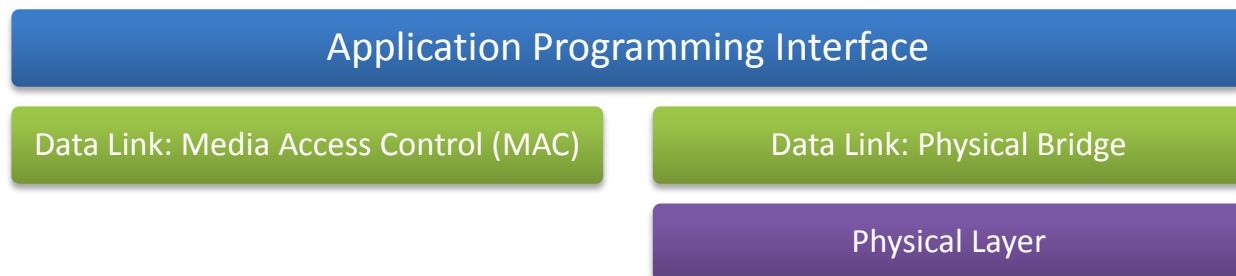 Application Programming Interface
Data Link: Media Access Control (MAC)
Data Link: Physical Bridge
Physical Layer